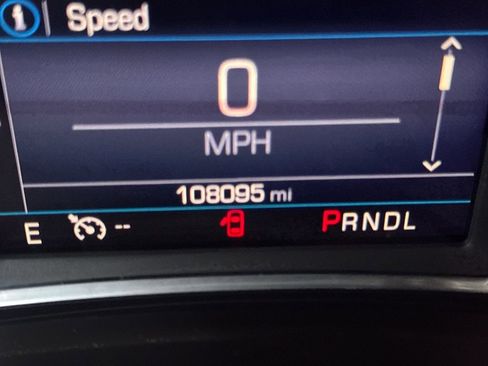 i Speed
0
MPH
108095 mi
E -- PRNDL